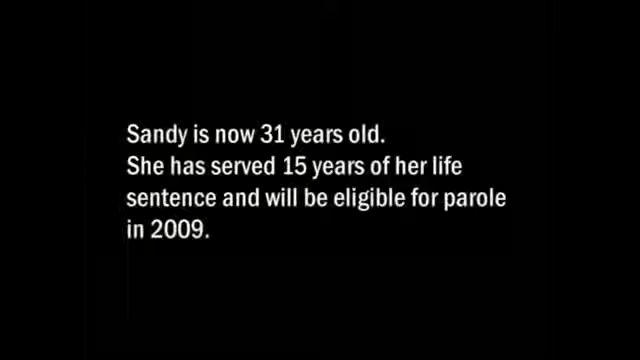 Sandy is now 31 years old.
She has served 15 years of her life
sentence and will be eligible for parole
in 2009.